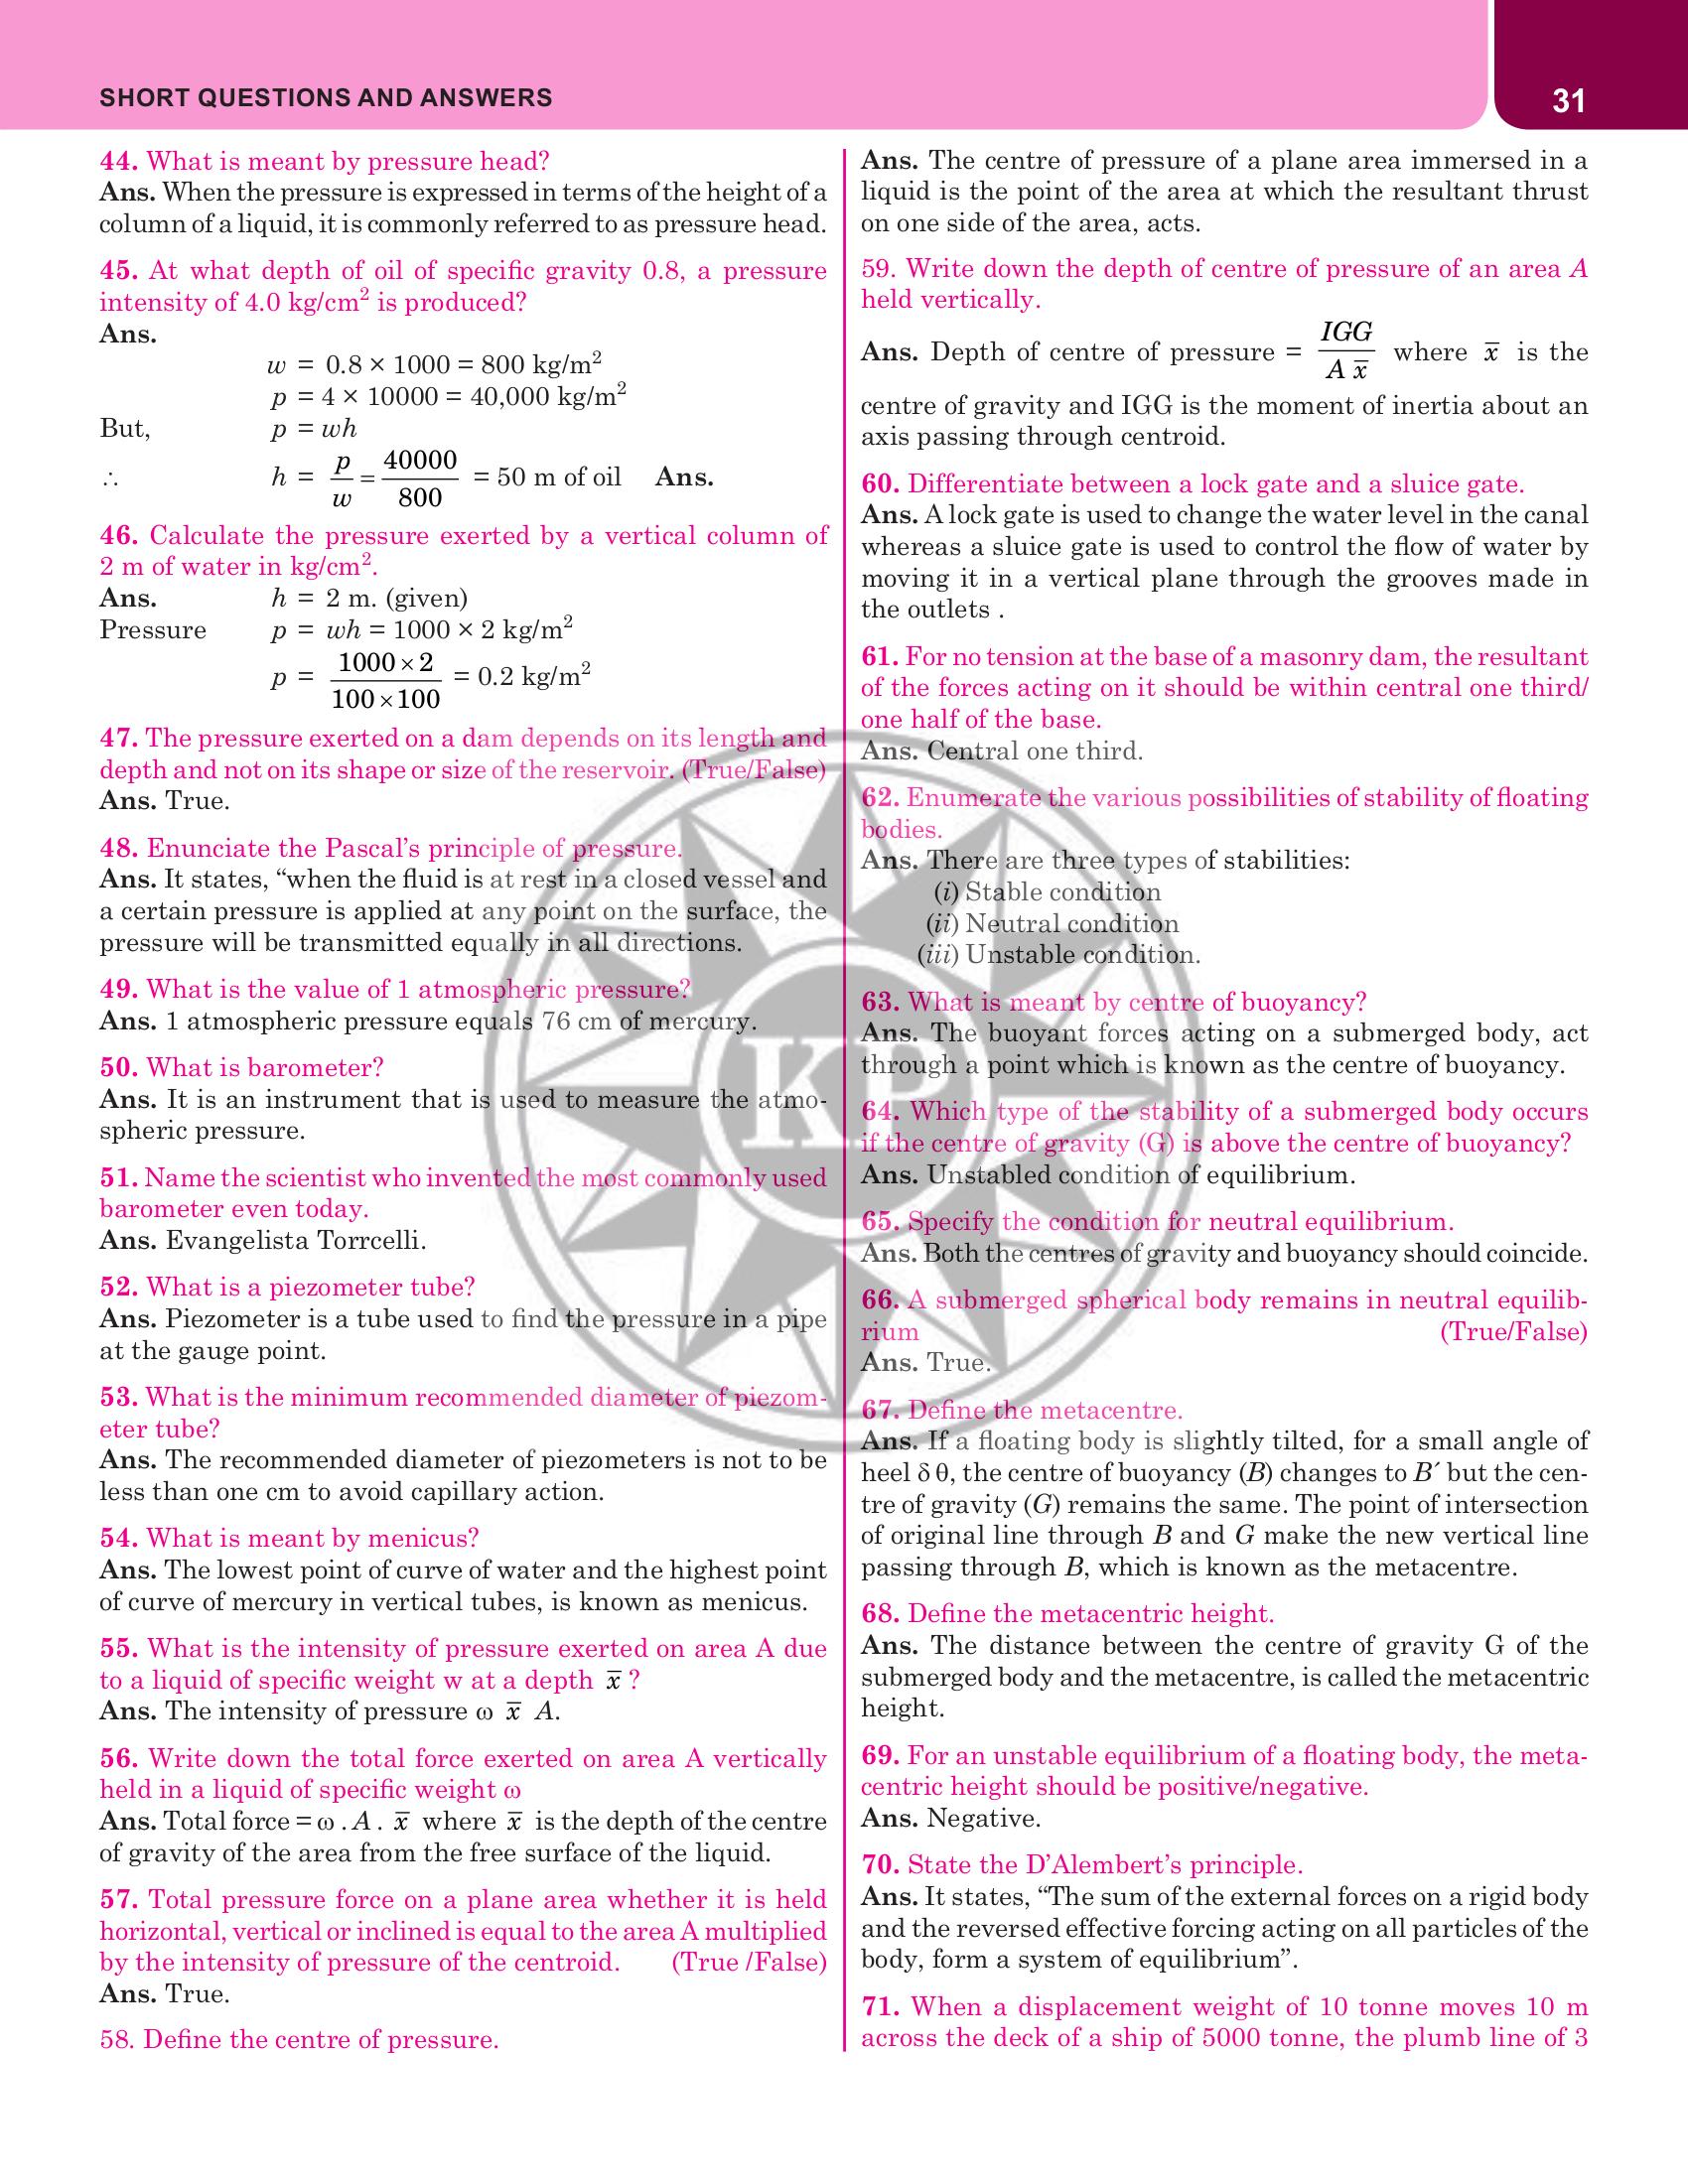 SHORT QUESTIONS AND ANSWERS
31
44. What is meant by pressure head?
Ans. When the pressure is expressed in terms of the height of a
column of a liquid, it is commonly referred to as pressure head.
45. At what depth of oil of specific gravity 0.8, a pressure
intensity of 4.0 kg/cm² is produced?
Ans.
w = 0.8 × 1000 = 800 kg/m²
p = 4 × 10000 = 40,000 kg/m²
But, p = wh
∴ h = p/w = 40000/800 = 50 m of oil Ans.
46. Calculate the pressure exerted by a vertical column of
2 m of water in kg/cm².
Ans. h = 2 m. (given)
Pressure p = wh = 1000 × 2 kg/m²
p = 1000×2/100×100 = 0.2 kg/m²
47. The pressure exerted on a dam depends on its length and
depth and not on its shape or size of the reservoir. (True/False)
Ans. True.
48. Enunciate the Pascal’s principle of pressure.
Ans. It states, “when the fluid is at rest in a closed vessel and
a certain pressure is applied at any point on the surface, the
pressure will be transmitted equally in all directions.
49. What is the value of 1 atmospheric pressure?
Ans. 1 atmospheric pressure equals 76 cm of mercury.
50. What is barometer?
Ans. It is an instrument that is used to measure the atmo-
spheric pressure.
51. Name the scientist who invented the most commonly used
barometer even today.
Ans. Evangelista Torrcelli.
52. What is a piezometer tube?
Ans. Piezometer is a tube used to find the pressure in a pipe
at the gauge point.
53. What is the minimum recommended diameter of piezom-
eter tube?
Ans. The recommended diameter of piezometers is not to be
less than one cm to avoid capillary action.
54. What is meant by menicus?
Ans. The lowest point of curve of water and the highest point
of curve of mercury in vertical tubes, is known as menicus.
55. What is the intensity of pressure exerted on area A due
to a liquid of specific weight w at a depth x̅ ?
Ans. The intensity of pressure ω x̅ A.
56. Write down the total force exerted on area A vertically
held in a liquid of specific weight ω
Ans. Total force = ω . A . x̅ where x̅ is the depth of the centre
of gravity of the area from the free surface of the liquid.
57. Total pressure force on a plane area whether it is held
horizontal, vertical or inclined is equal to the area A multiplied
by the intensity of pressure of the centroid. (True /False)
Ans. True.
58. Define the centre of pressure.
Ans. The centre of pressure of a plane area immersed in a
liquid is the point of the area at which the resultant thrust
on one side of the area, acts.
59. Write down the depth of centre of pressure of an area A
held vertically.
Ans. Depth of centre of pressure = IGG/A x̅ where x̅ is the
centre of gravity and IGG is the moment of inertia about an
axis passing through centroid.
60. Differentiate between a lock gate and a sluice gate.
Ans. A lock gate is used to change the water level in the canal
whereas a sluice gate is used to control the flow of water by
moving it in a vertical plane through the grooves made in
the outlets .
61. For no tension at the base of a masonry dam, the resultant
of the forces acting on it should be within central one third/
one half of the base.
Ans. Central one third.
62. Enumerate the various possibilities of stability of floating
bodies.
Ans. There are three types of stabilities:
(i) Stable condition
(ii) Neutral condition
(iii) Unstable condition.
63. What is meant by centre of buoyancy?
Ans. The buoyant forces acting on a submerged body, act
through a point which is known as the centre of buoyancy.
64. Which type of the stability of a submerged body occurs
if the centre of gravity (G) is above the centre of buoyancy?
Ans. Unstabled condition of equilibrium.
65. Specify the condition for neutral equilibrium.
Ans. Both the centres of gravity and buoyancy should coincide.
66. A submerged spherical body remains in neutral equilib-
rium (True/False)
Ans. True.
67. Define the metacentre.
Ans. If a floating body is slightly tilted, for a small angle of
heel δ θ, the centre of buoyancy (B) changes to B´ but the cen-
tre of gravity (G) remains the same. The point of intersection
of original line through B and G make the new vertical line
passing through B, which is known as the metacentre.
68. Define the metacentric height.
Ans. The distance between the centre of gravity G of the
submerged body and the metacentre, is called the metacentric
height.
69. For an unstable equilibrium of a floating body, the meta-
centric height should be positive/negative.
Ans. Negative.
70. State the D’Alembert’s principle.
Ans. It states, “The sum of the external forces on a rigid body
and the reversed effective forcing acting on all particles of the
body, form a system of equilibrium”.
71. When a displacement weight of 10 tonne moves 10 m
across the deck of a ship of 5000 tonne, the plumb line of 3
KP